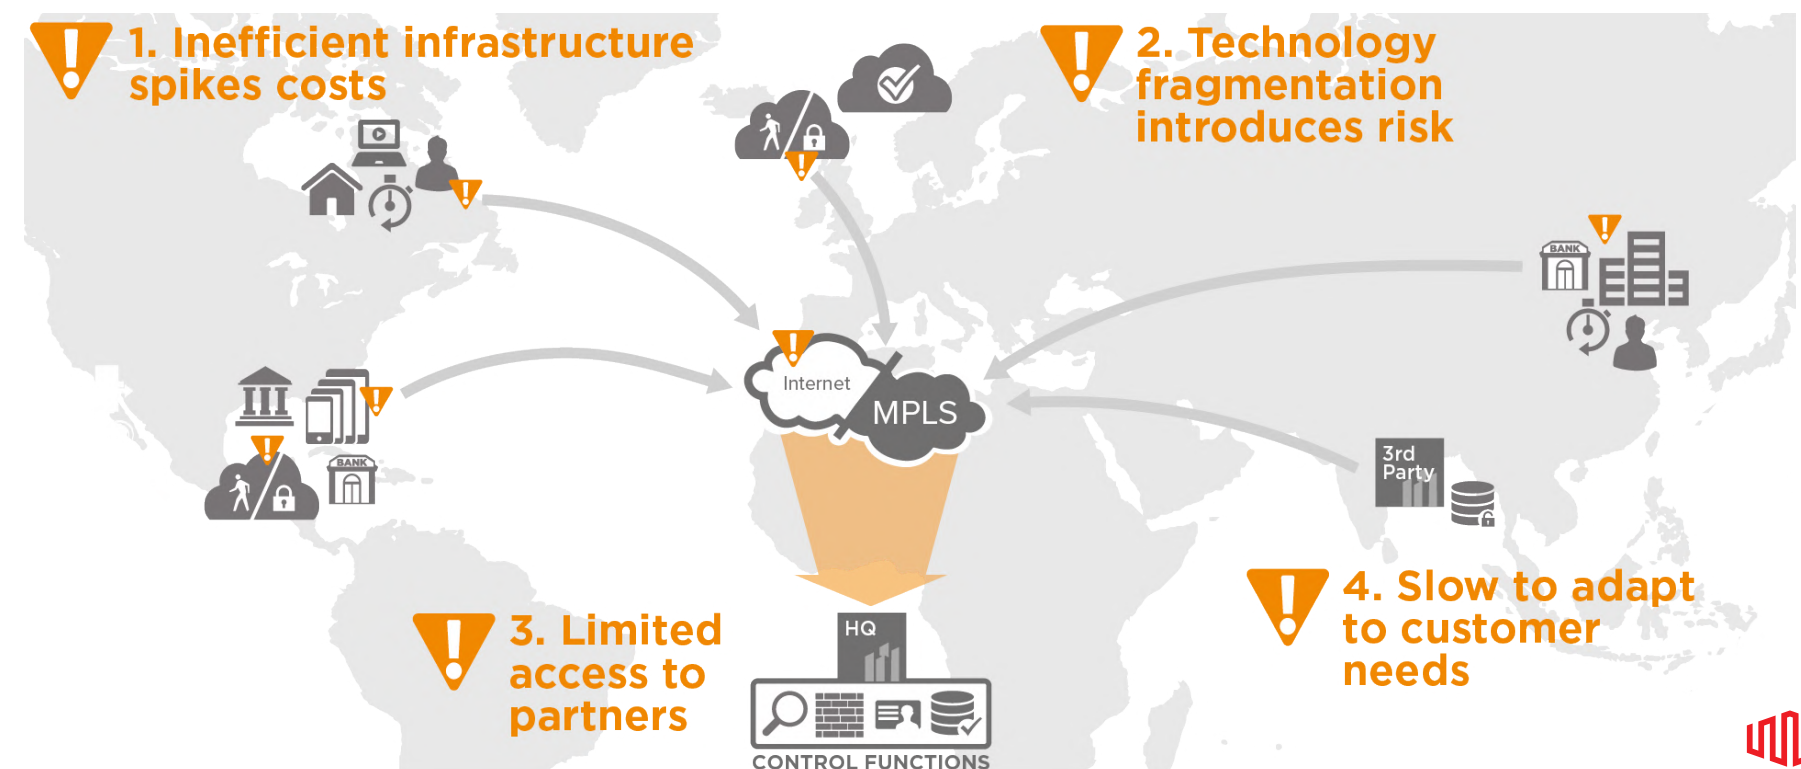 1. Inefficient infrastructure
spikes costs
2. Technology
fragmentation
introduces risk
BANK
Internet
MPLS
BANK
3rd
Party
3. Limited
access to
partners
HQ
4. Slow to adapt
to customer
needs
CONTROL FUNCTIONS